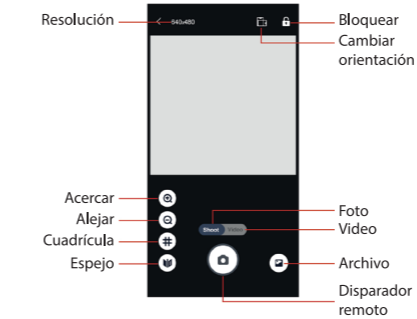 Resolución
640x480
Bloquear
Cambiar
orientación
Acercar
Alejar
Cuadrícula
Espejo
Shoot
Video
Foto
Video
Archivo
Disparador
remoto